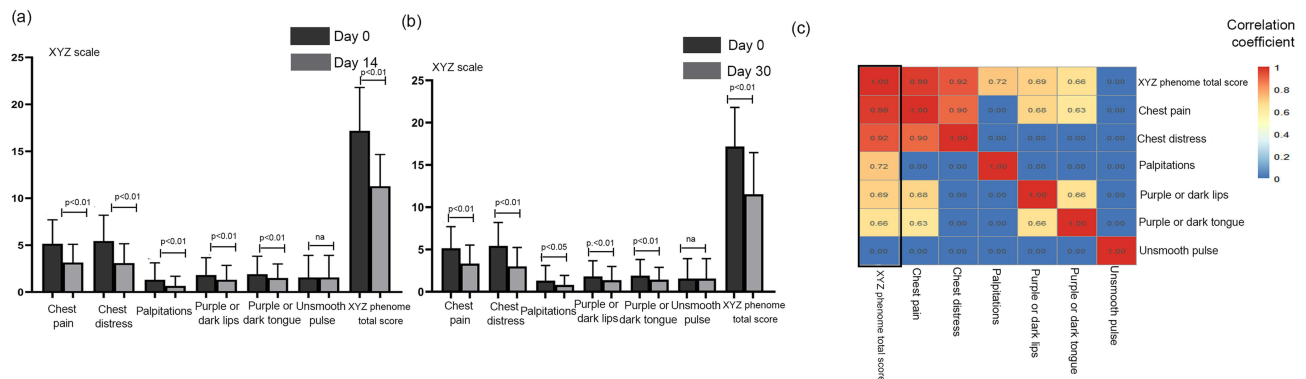 (a)
XYZ scale
Day 0
Day 14
25
20
15
10
5
0
p<0.01
p<0.01
p<0.01
p<0.01
p<0.01
na
p<0.01
Chest
pain
Chest
distress
Palpitations
Purple or
dark lips
Purple or
dark tongue
Unsmooth
pulse
XYZ phenome
total score
(b)
XYZ scale
Day 0
Day 30
25
20
15
10
5
0
p<0.01
p<0.01
p<0.05
p.<0.01
p<0.01
na
p<0.01
Chest
pain
Chest
distress
Palpitations
Purple or
dark lips
Purple or
dark tongue
Unsmooth
pulse
XYZ phenome
total score
(c)
Correlation
coefficient
1
0.8
0.6
0.4
0.2
0
1.00 0.98 0.92 0.72 0.69 0.66 0.00 XYZ phenome total score
0.98 1.00 0.90 0.00 0.68 0.63 0.00 Chest pain
0.92 0.90 1.00 0.00 0.00 0.00 0.00 Chest distress
0.72 0.00 0.00 1.00 0.00 0.00 0.00 Palpitations
0.69 0.68 0.00 0.00 1.00 0.66 0.00 Purple or dark lips
0.66 0.63 0.00 0.00 0.66 1.00 0.00 Purple or dark tongue
0.00 0.00 0.00 0.00 0.00 0.00 1.00 Unsmooth pulse
XYZ phenome total score
Chest pain
Chest distress
Palpitations
Purple or dark lips
Purple or dark tongue
Unsmooth pulse